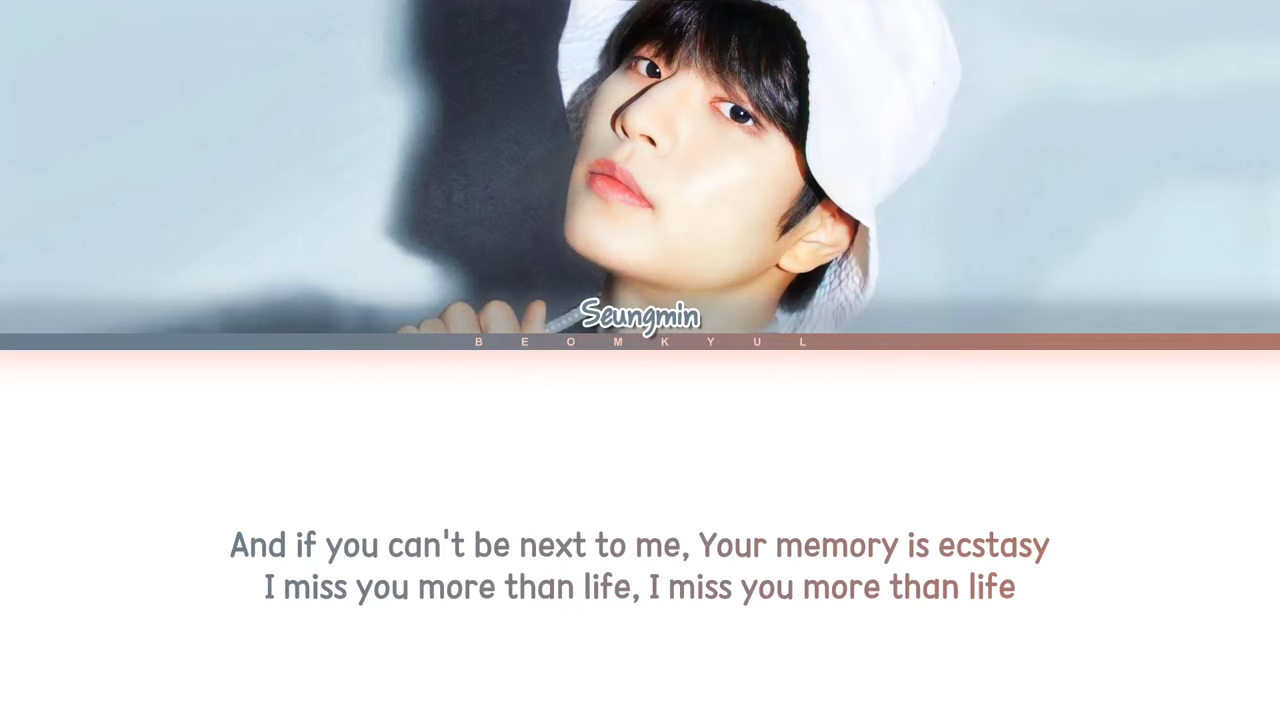 Seungmin
BEOMKYUL
And if you can't be next to me, Your memory is ecstasy
I miss you more than life, I miss you more than life